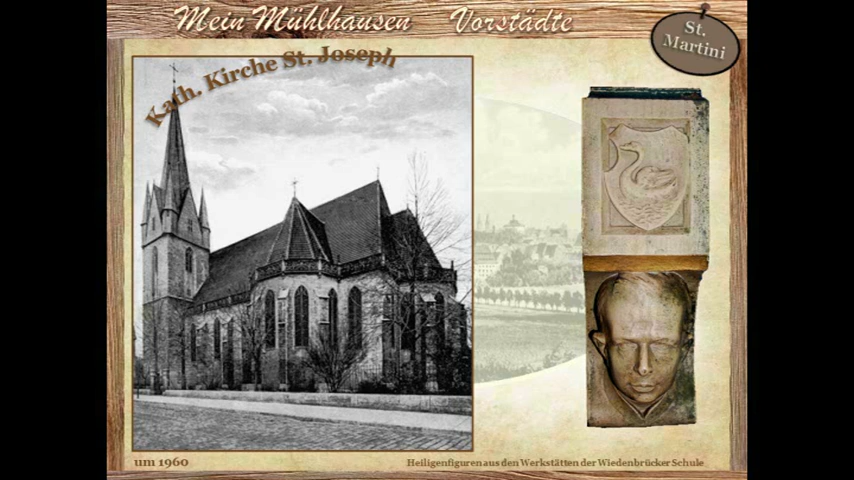 Mein Mühlhausen Vorstädte
St.
Martini
Kath. Kirche St. Joseph
um 1960
Heiligenfiguren aus den Werkstätten der Wiedenbrücker Schule